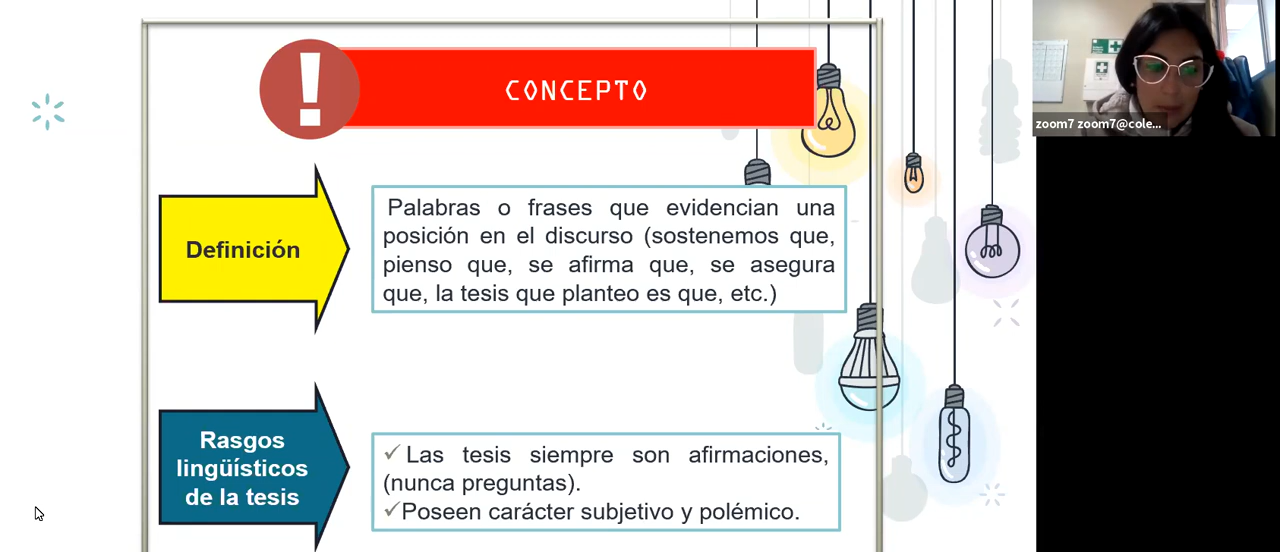 CONCEPTO
Definición
Palabras o frases que evidencian una
posición en el discurso (sostenemos que,
pienso que, se afirma que, se asegura
que, la tesis que planteo es que, etc.)
Rasgos
lingüísticos
de la tesis
✓Las tesis siempre son afirmaciones,
(nunca preguntas).
✓Poseen carácter subjetivo y polémico.
zoom7 zoom7@cole...